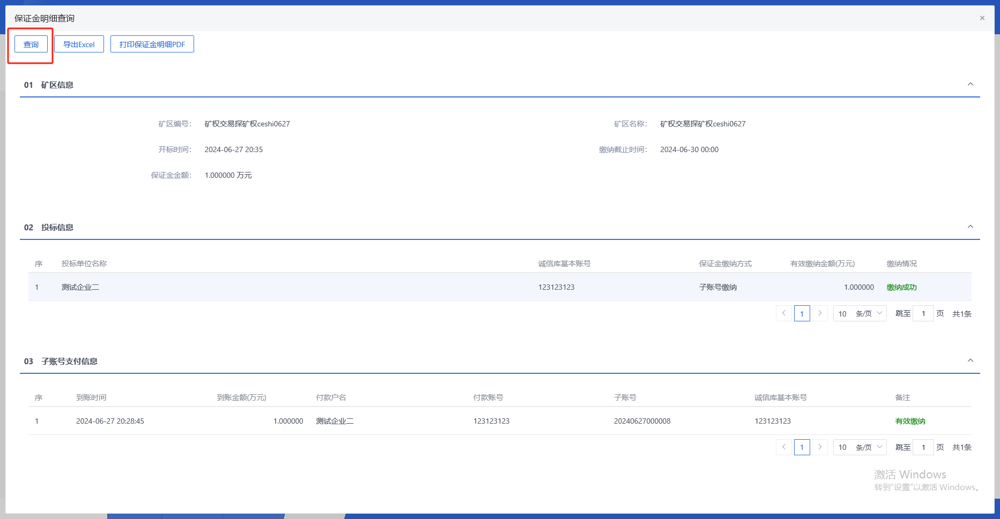 保证金明细查询
查询 导出Excel 打印保证金明细PDF
01 矿区信息
矿区编号： 矿权交易探矿权ceshi0627 矿区名称： 矿权交易探矿权ceshi0627
开标时间： 2024-06-27 20:35 缴纳截止时间： 2024-06-30 00:00
保证金金额： 1.000000 万元
02 投标信息
序 投标单位名称 诚信库基本账号 保证金缴纳方式 有效缴纳金额(万元) 缴纳情况
1 测试企业二 123123123 子账号缴纳 1.000000 缴纳成功
1 10 条/页 跳至 1 页 共1条
03 子账号支付信息
序 到账时间 到账金额(万元) 付款户名 付款账号 子账号 诚信库基本账号 备注
1 2024-06-27 20:28:45 1.000000 测试企业二 123123123 20240627000008 123123123 有效缴纳
1 10 条/页 跳至 1 页 共1条
激活 Windows
转到"设置"以激活 Windows。